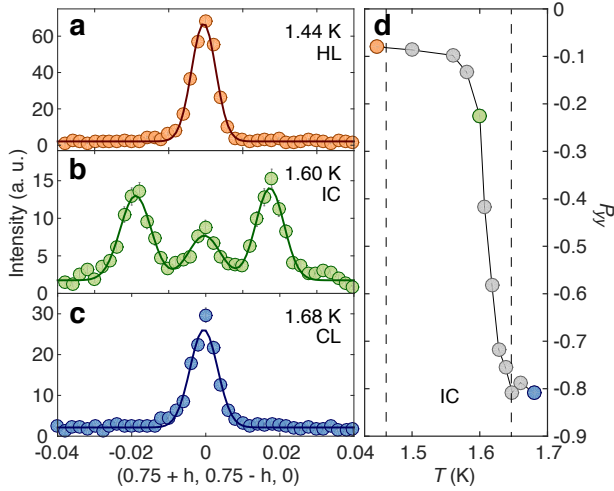 a
1.44 K
HL
60
40
20
0
b
1.60 K
IC
15
10
5
0
Intensity (a. u.)
c
1.68 K
CL
30
20
10
0
-0.04
-0.02
0
0.02
0.04
(0.75 + h, 0.75 - h, 0)
d
0
-0.1
-0.2
-0.3
-0.4
-0.5
-0.6
-0.7
-0.8
-0.9
Pyy
IC
1.5
1.6
1.7
T (K)